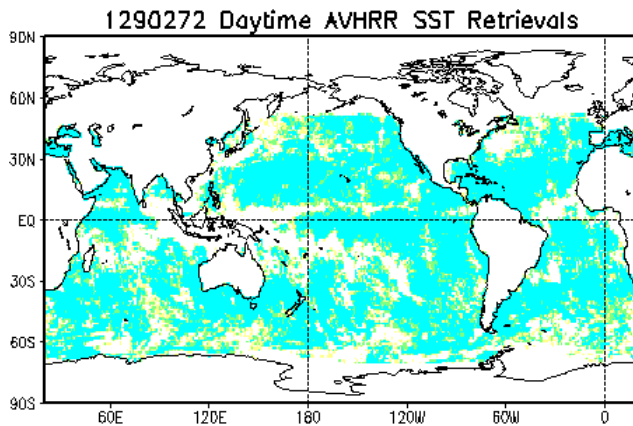 1290272 Daytime AVHRR SST Retrievals
90N
60N
30N
EQ
30S
60S
90S
60E 120E 180 120W 60W 0